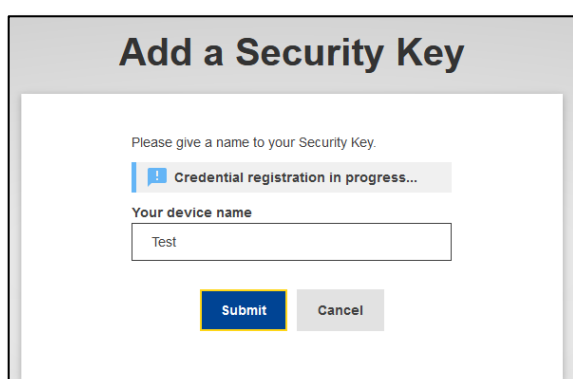 Add a Security Key
Please give a name to your Security Key.
Credential registration in progress...
Your device name
Test
Submit Cancel